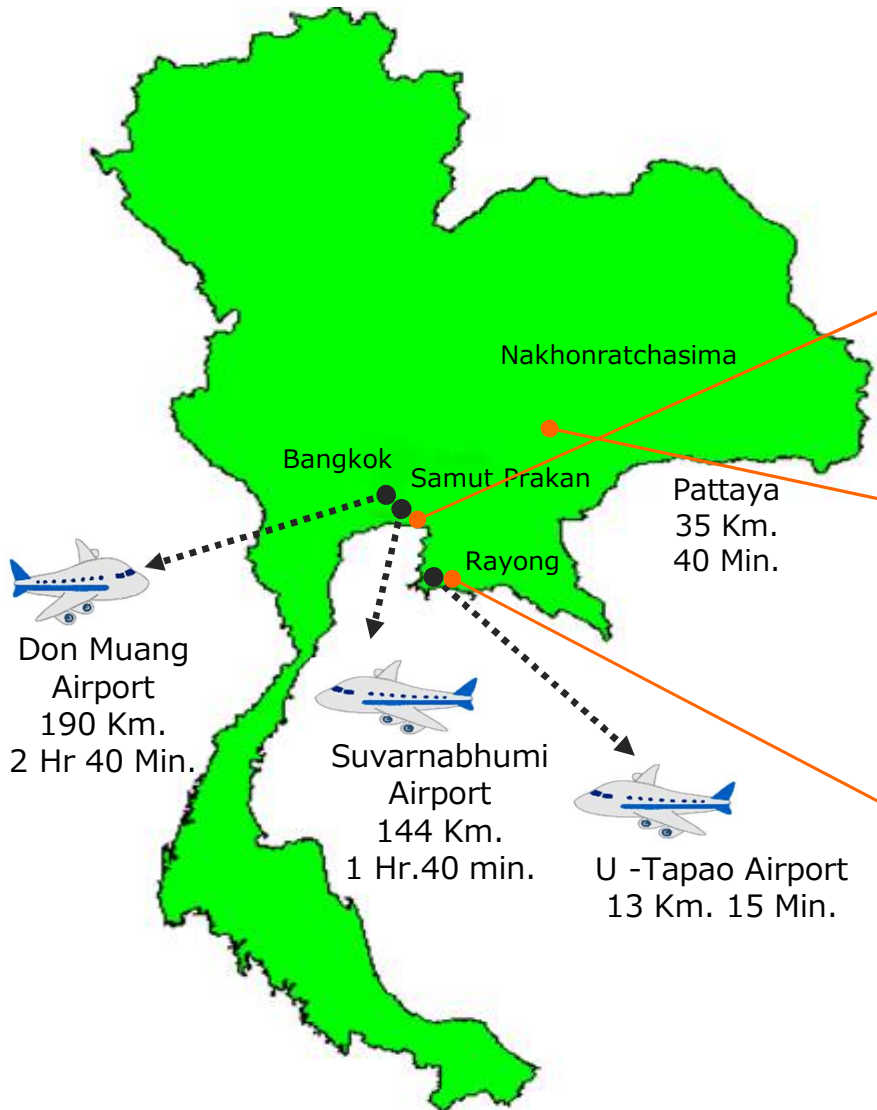 Nakhonratchasima
Bangkok
Samut Prakan
Pattaya
35 Km.
40 Min.
Rayong
Don Muang
Airport
190 Km.
2 Hr 40 Min.
Suvarnabhumi
Airport
144 Km.
1 Hr.40 min.
U -Tapao Airport
13 Km. 15 Min.